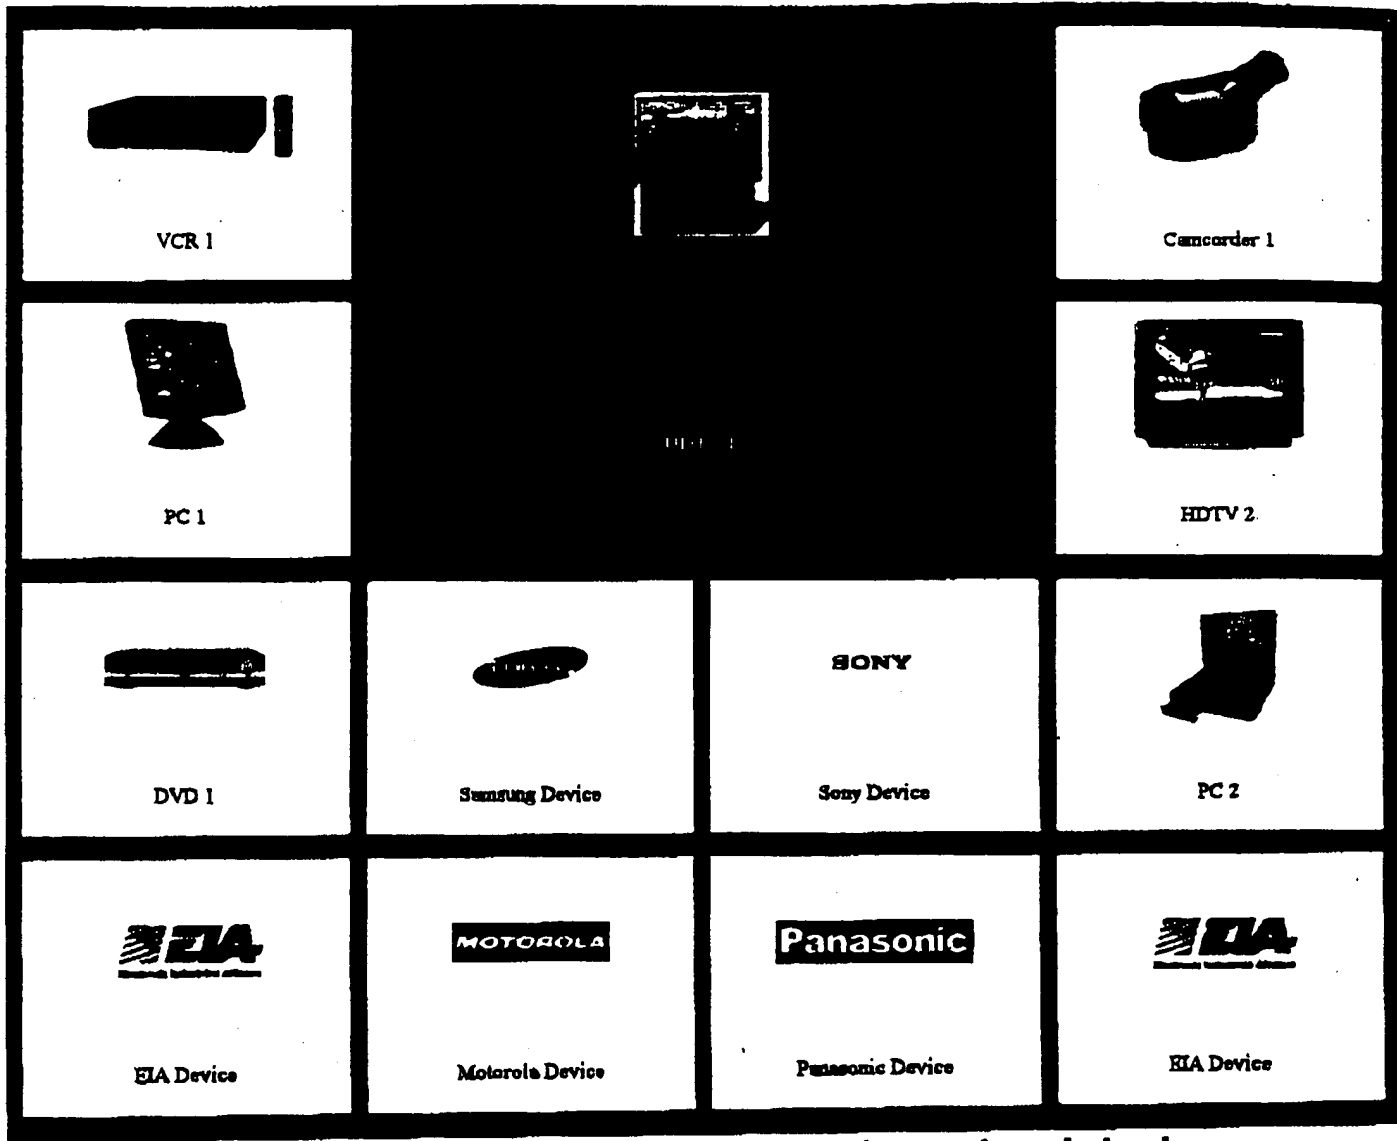 VCR 1
Camcorder 1
PC 1
HDTV 2
DVD 1
Samsung Device
SONY
Sony Device
PC 2
EIA
EIA Device
MOTOROLA
Motorola Device
Panasonic
Panasonic Device
EIA
EIA Device